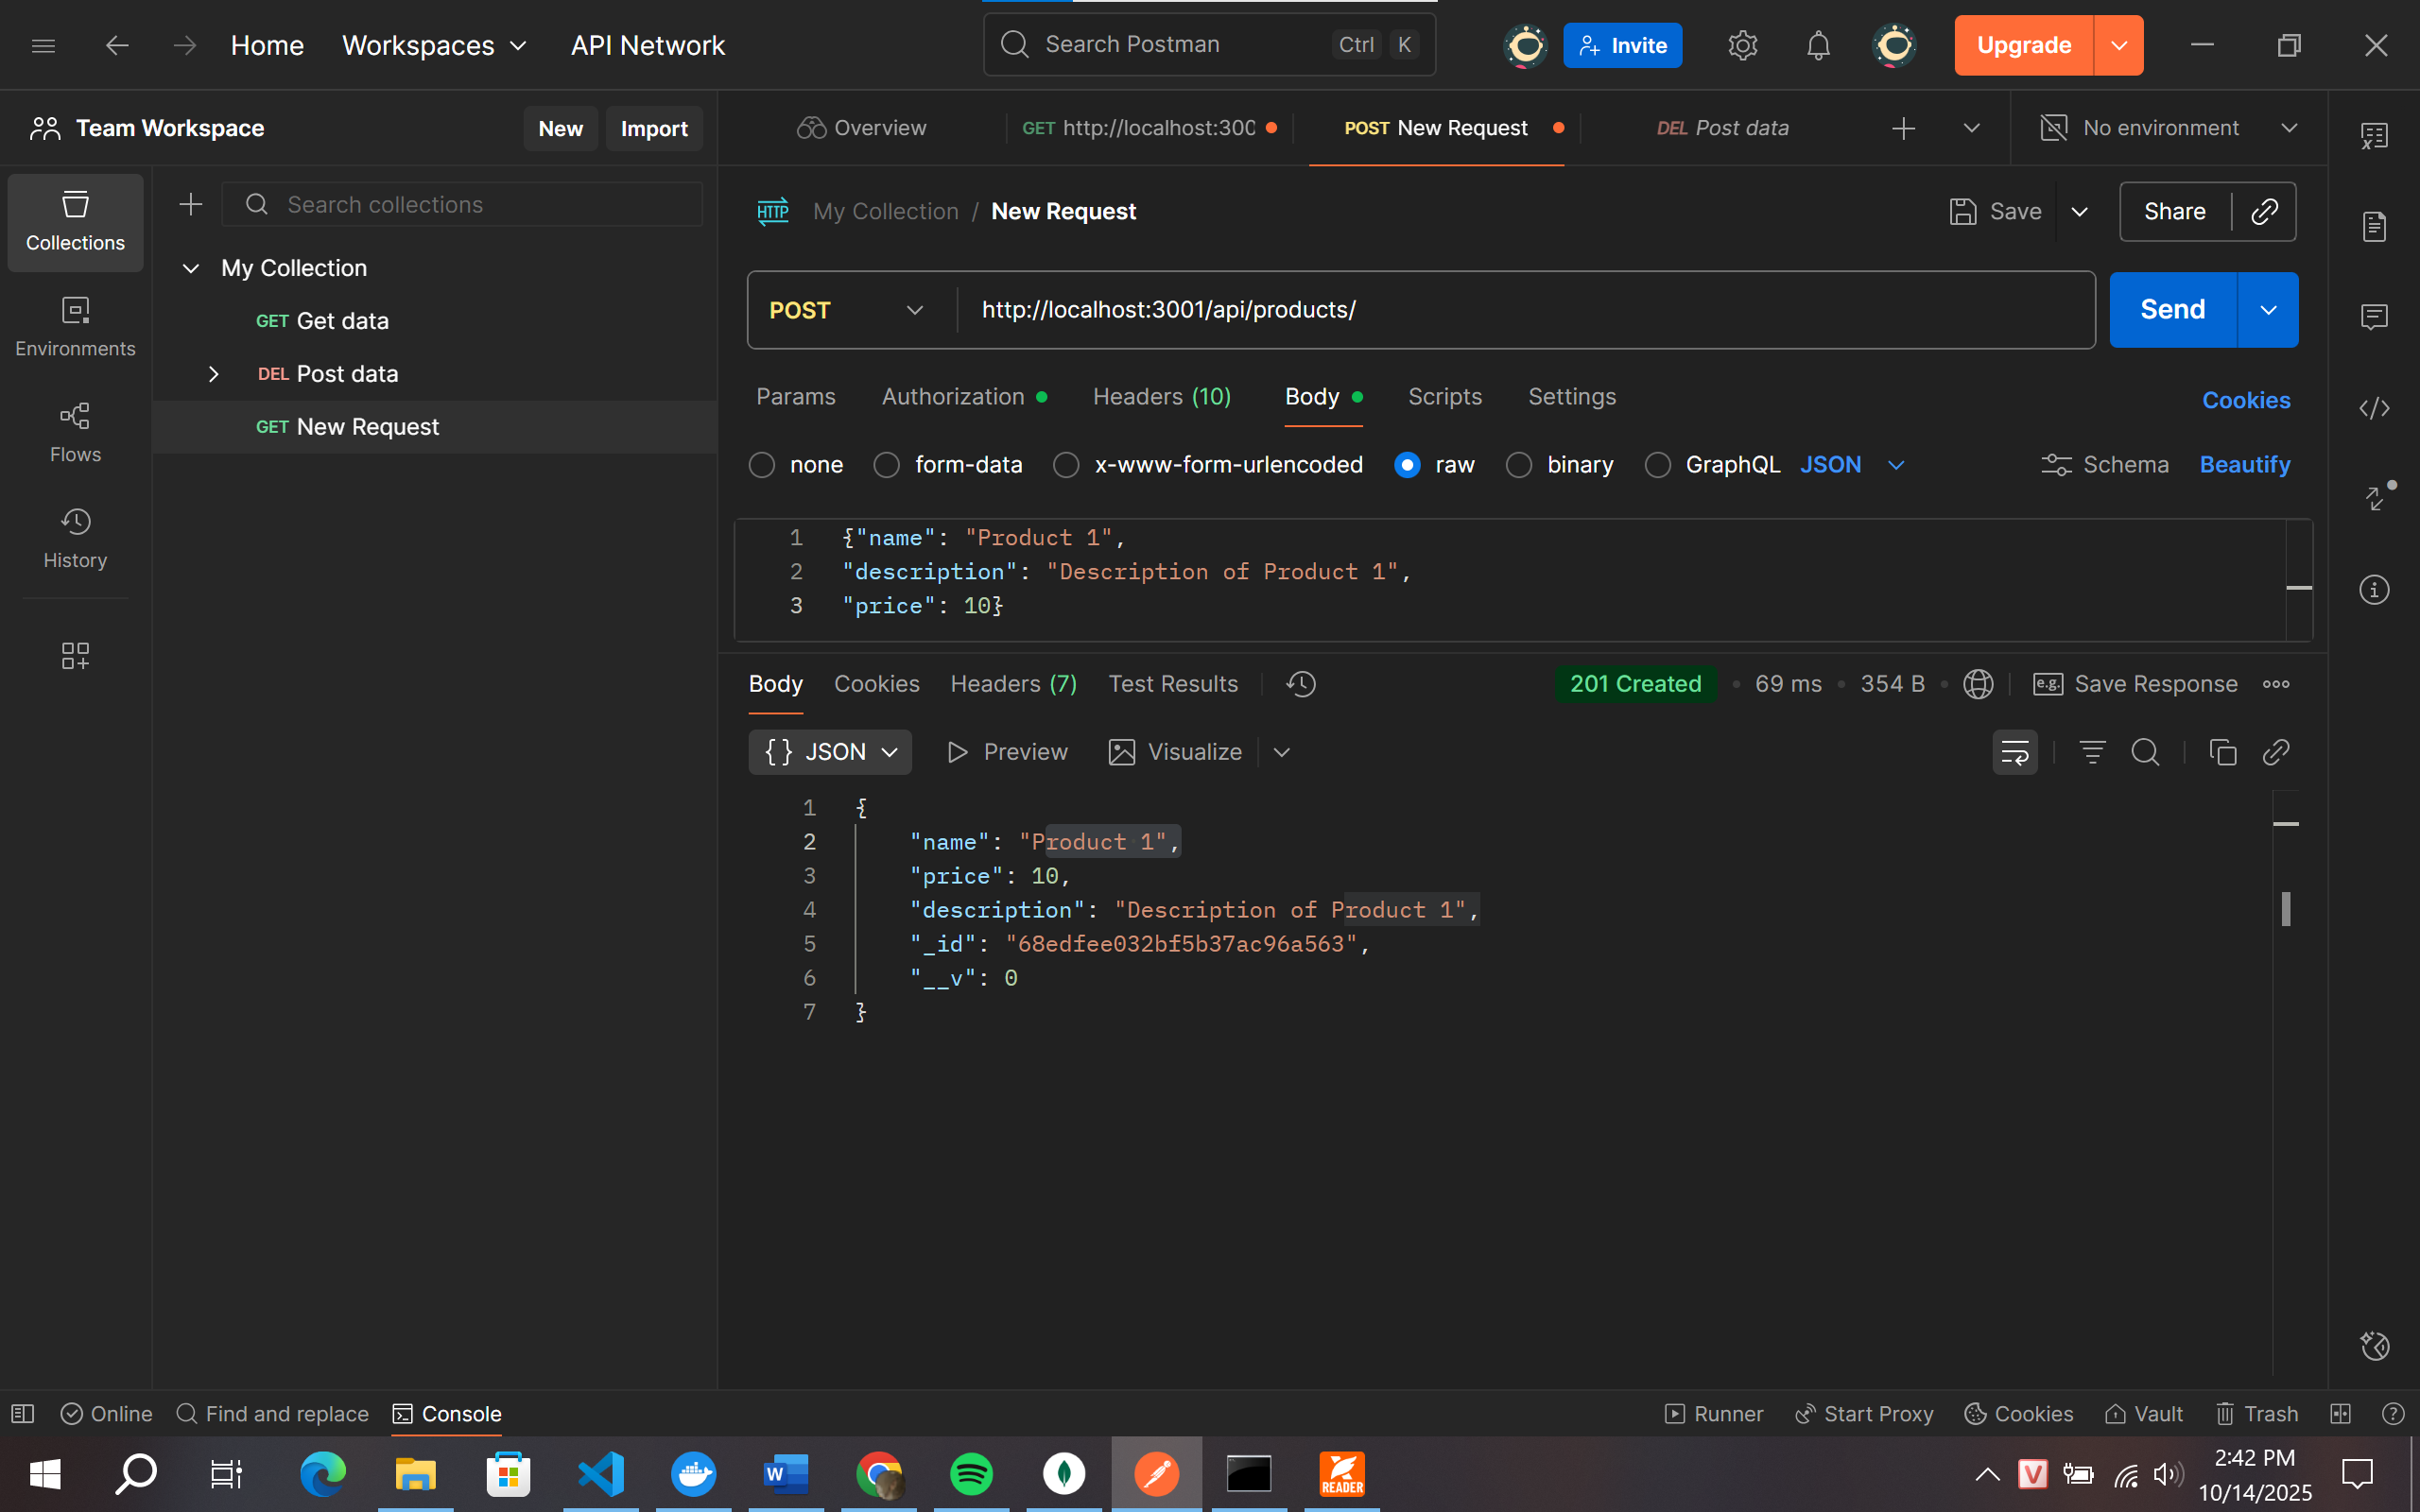 Home Workspaces API Network
Search Postman Ctrl K
Invite
Upgrade
Team Workspace New Import
Overview GET http://localhost:300 POST New Request DEL Post data No environment
Collections
Environments
Flows
History
Search collections
My Collection
GET Get data
DEL Post data
GET New Request
HTTP My Collection / New Request Save Share
POST http://localhost:3001/api/products/ Send
Params Authorization Headers (10) Body Scripts Settings Cookies
none form-data x-www-form-urlencoded raw binary GraphQL JSON Schema Beautify
1 {"name": "Product 1",
2 "description": "Description of Product 1",
3 "price": 10}
Body Cookies Headers (7) Test Results 201 Created 69 ms 354 B e.g. Save Response
{} JSON Preview Visualize
1 {
2 "name": "Product 1",
3 "price": 10,
4 "description": "Description of Product 1",
5 "_id": "68edfee032bf5b37ac96a563",
6 "__v": 0
7 }
Online Find and replace Console Runner Start Proxy Cookies Vault Trash
W READER V 2:42 PM
10/14/2025